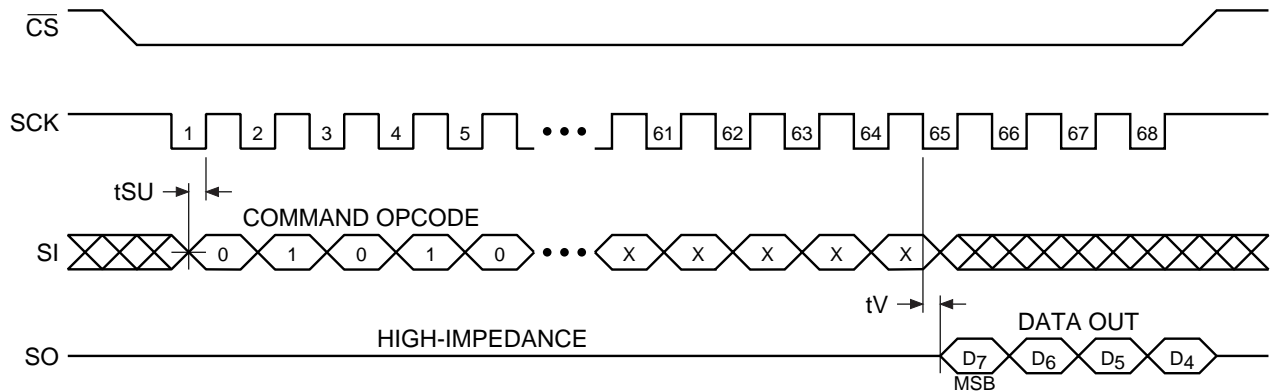 CS
SCK
1 2 3 4 5 ••• 61 62 63 64 65 66 67 68
tSU
COMMAND OPCODE
SI
0 1 0 1 0 ••• X X X X X
tV
HIGH-IMPEDANCE
DATA OUT
SO
D7 D6 D5 D4
MSB